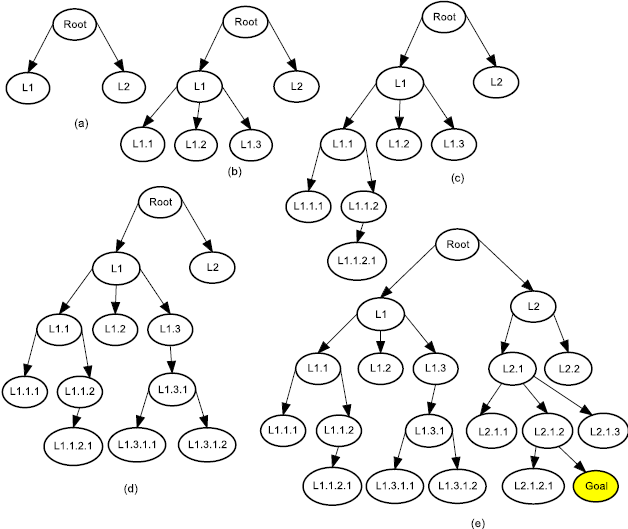 Root
L1
L2
(a)
Root
L1
L2
L1.1
L1.2
L1.3
(b)
Root
L1
L2
L1.1
L1.2
L1.3
L1.1.1
L1.1.2
L1.1.2.1
(c)
Root
L1
L2
L1.1
L1.2
L1.3
L1.1.1
L1.1.2
L1.3.1
L1.1.2.1
L1.3.1.1
L1.3.1.2
(d)
Root
L1
L2
L1.1
L1.2
L1.3
L2.1
L2.2
L1.1.1
L1.1.2
L1.3.1
L2.1.1
L2.1.2
L2.1.3
L1.1.2.1
L1.3.1.1
L1.3.1.2
L2.1.2.1
Goal
(e)